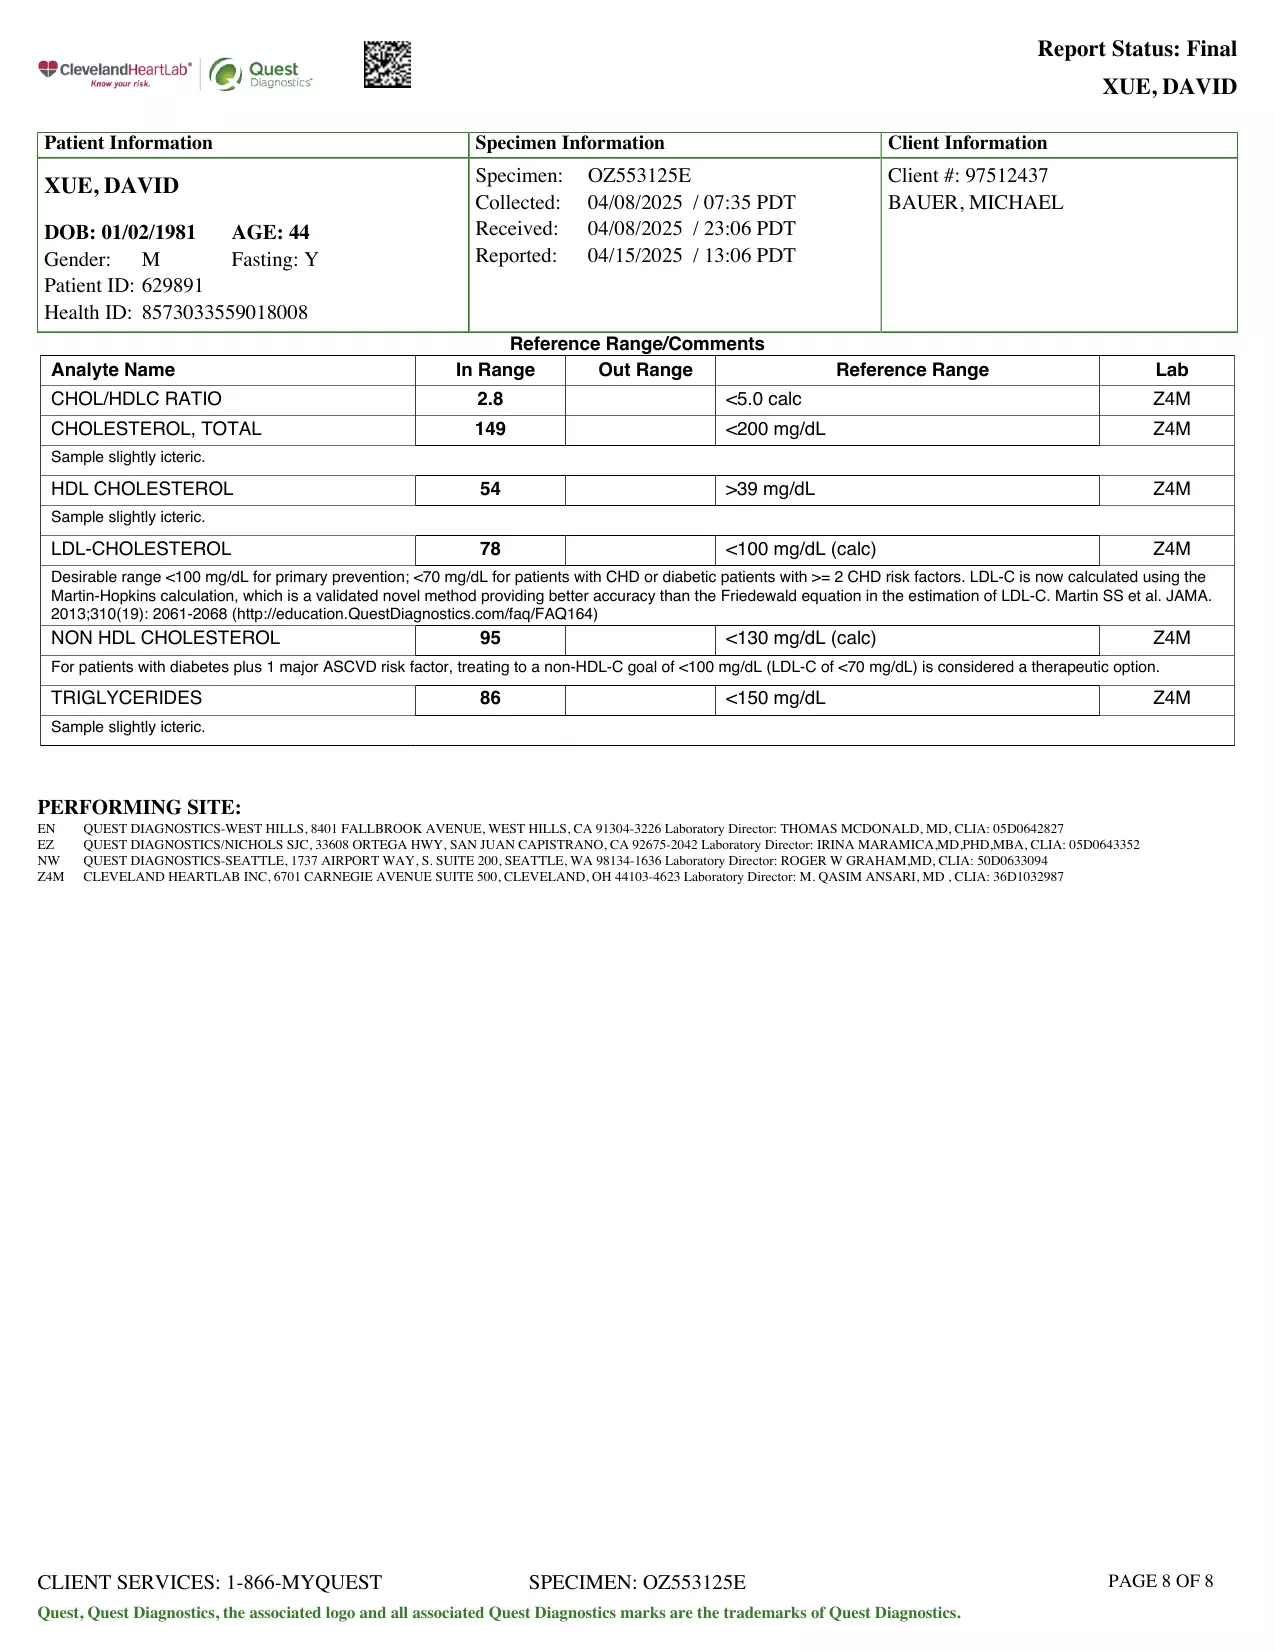 ClevelandHeartLab®
Know your risk.
Quest
Diagnostics®
Report Status: Final
XUE, DAVID
Patient Information
Specimen Information
Client Information
XUE, DAVID
DOB: 01/02/1981 AGE: 44
Gender: M Fasting: Y
Patient ID: 629891
Health ID: 8573033559018008
Specimen: OZ553125E
Collected: 04/08/2025 / 07:35 PDT
Received: 04/08/2025 / 23:06 PDT
Reported: 04/15/2025 / 13:06 PDT
Client #: 97512437
BAUER, MICHAEL
Reference Range/Comments
Analyte Name In Range Out Range Reference Range Lab
CHOL/HDLC RATIO 2.8 <5.0 calc Z4M
CHOLESTEROL, TOTAL 149 <200 mg/dL Z4M
Sample slightly icteric.
HDL CHOLESTEROL 54 >39 mg/dL Z4M
Sample slightly icteric.
LDL-CHOLESTEROL 78 <100 mg/dL (calc) Z4M
Desirable range <100 mg/dL for primary prevention; <70 mg/dL for patients with CHD or diabetic patients with >= 2 CHD risk factors. LDL-C is now calculated using the
Martin-Hopkins calculation, which is a validated novel method providing better accuracy than the Friedewald equation in the estimation of LDL-C. Martin SS et al. JAMA.
2013;310(19): 2061-2068 (http://education.QuestDiagnostics.com/faq/FAQ164)
NON HDL CHOLESTEROL 95 <130 mg/dL (calc) Z4M
For patients with diabetes plus 1 major ASCVD risk factor, treating to a non-HDL-C goal of <100 mg/dL (LDL-C of <70 mg/dL) is considered a therapeutic option.
TRIGLYCERIDES 86 <150 mg/dL Z4M
Sample slightly icteric.
PERFORMING SITE:
EN QUEST DIAGNOSTICS-WEST HILLS, 8401 FALLBROOK AVENUE, WEST HILLS, CA 91304-3226 Laboratory Director: THOMAS MCDONALD, MD, CLIA: 05D0642827
EZ QUEST DIAGNOSTICS/NICHOLS SJC, 33608 ORTEGA HWY, SAN JUAN CAPISTRANO, CA 92675-2042 Laboratory Director: IRINA MARAMICA,MD,PHD,MBA, CLIA: 05D0643352
NW QUEST DIAGNOSTICS-SEATTLE, 1737 AIRPORT WAY, S. SUITE 200, SEATTLE, WA 98134-1636 Laboratory Director: ROGER W GRAHAM,MD, CLIA: 50D0633094
Z4M CLEVELAND HEARTLAB INC, 6701 CARNEGIE AVENUE SUITE 500, CLEVELAND, OH 44103-4623 Laboratory Director: M. QASIM ANSARI, MD , CLIA: 36D1032987
CLIENT SERVICES: 1-866-MYQUEST SPECIMEN: OZ553125E PAGE 8 OF 8
Quest, Quest Diagnostics, the associated logo and all associated Quest Diagnostics marks are the trademarks of Quest Diagnostics.